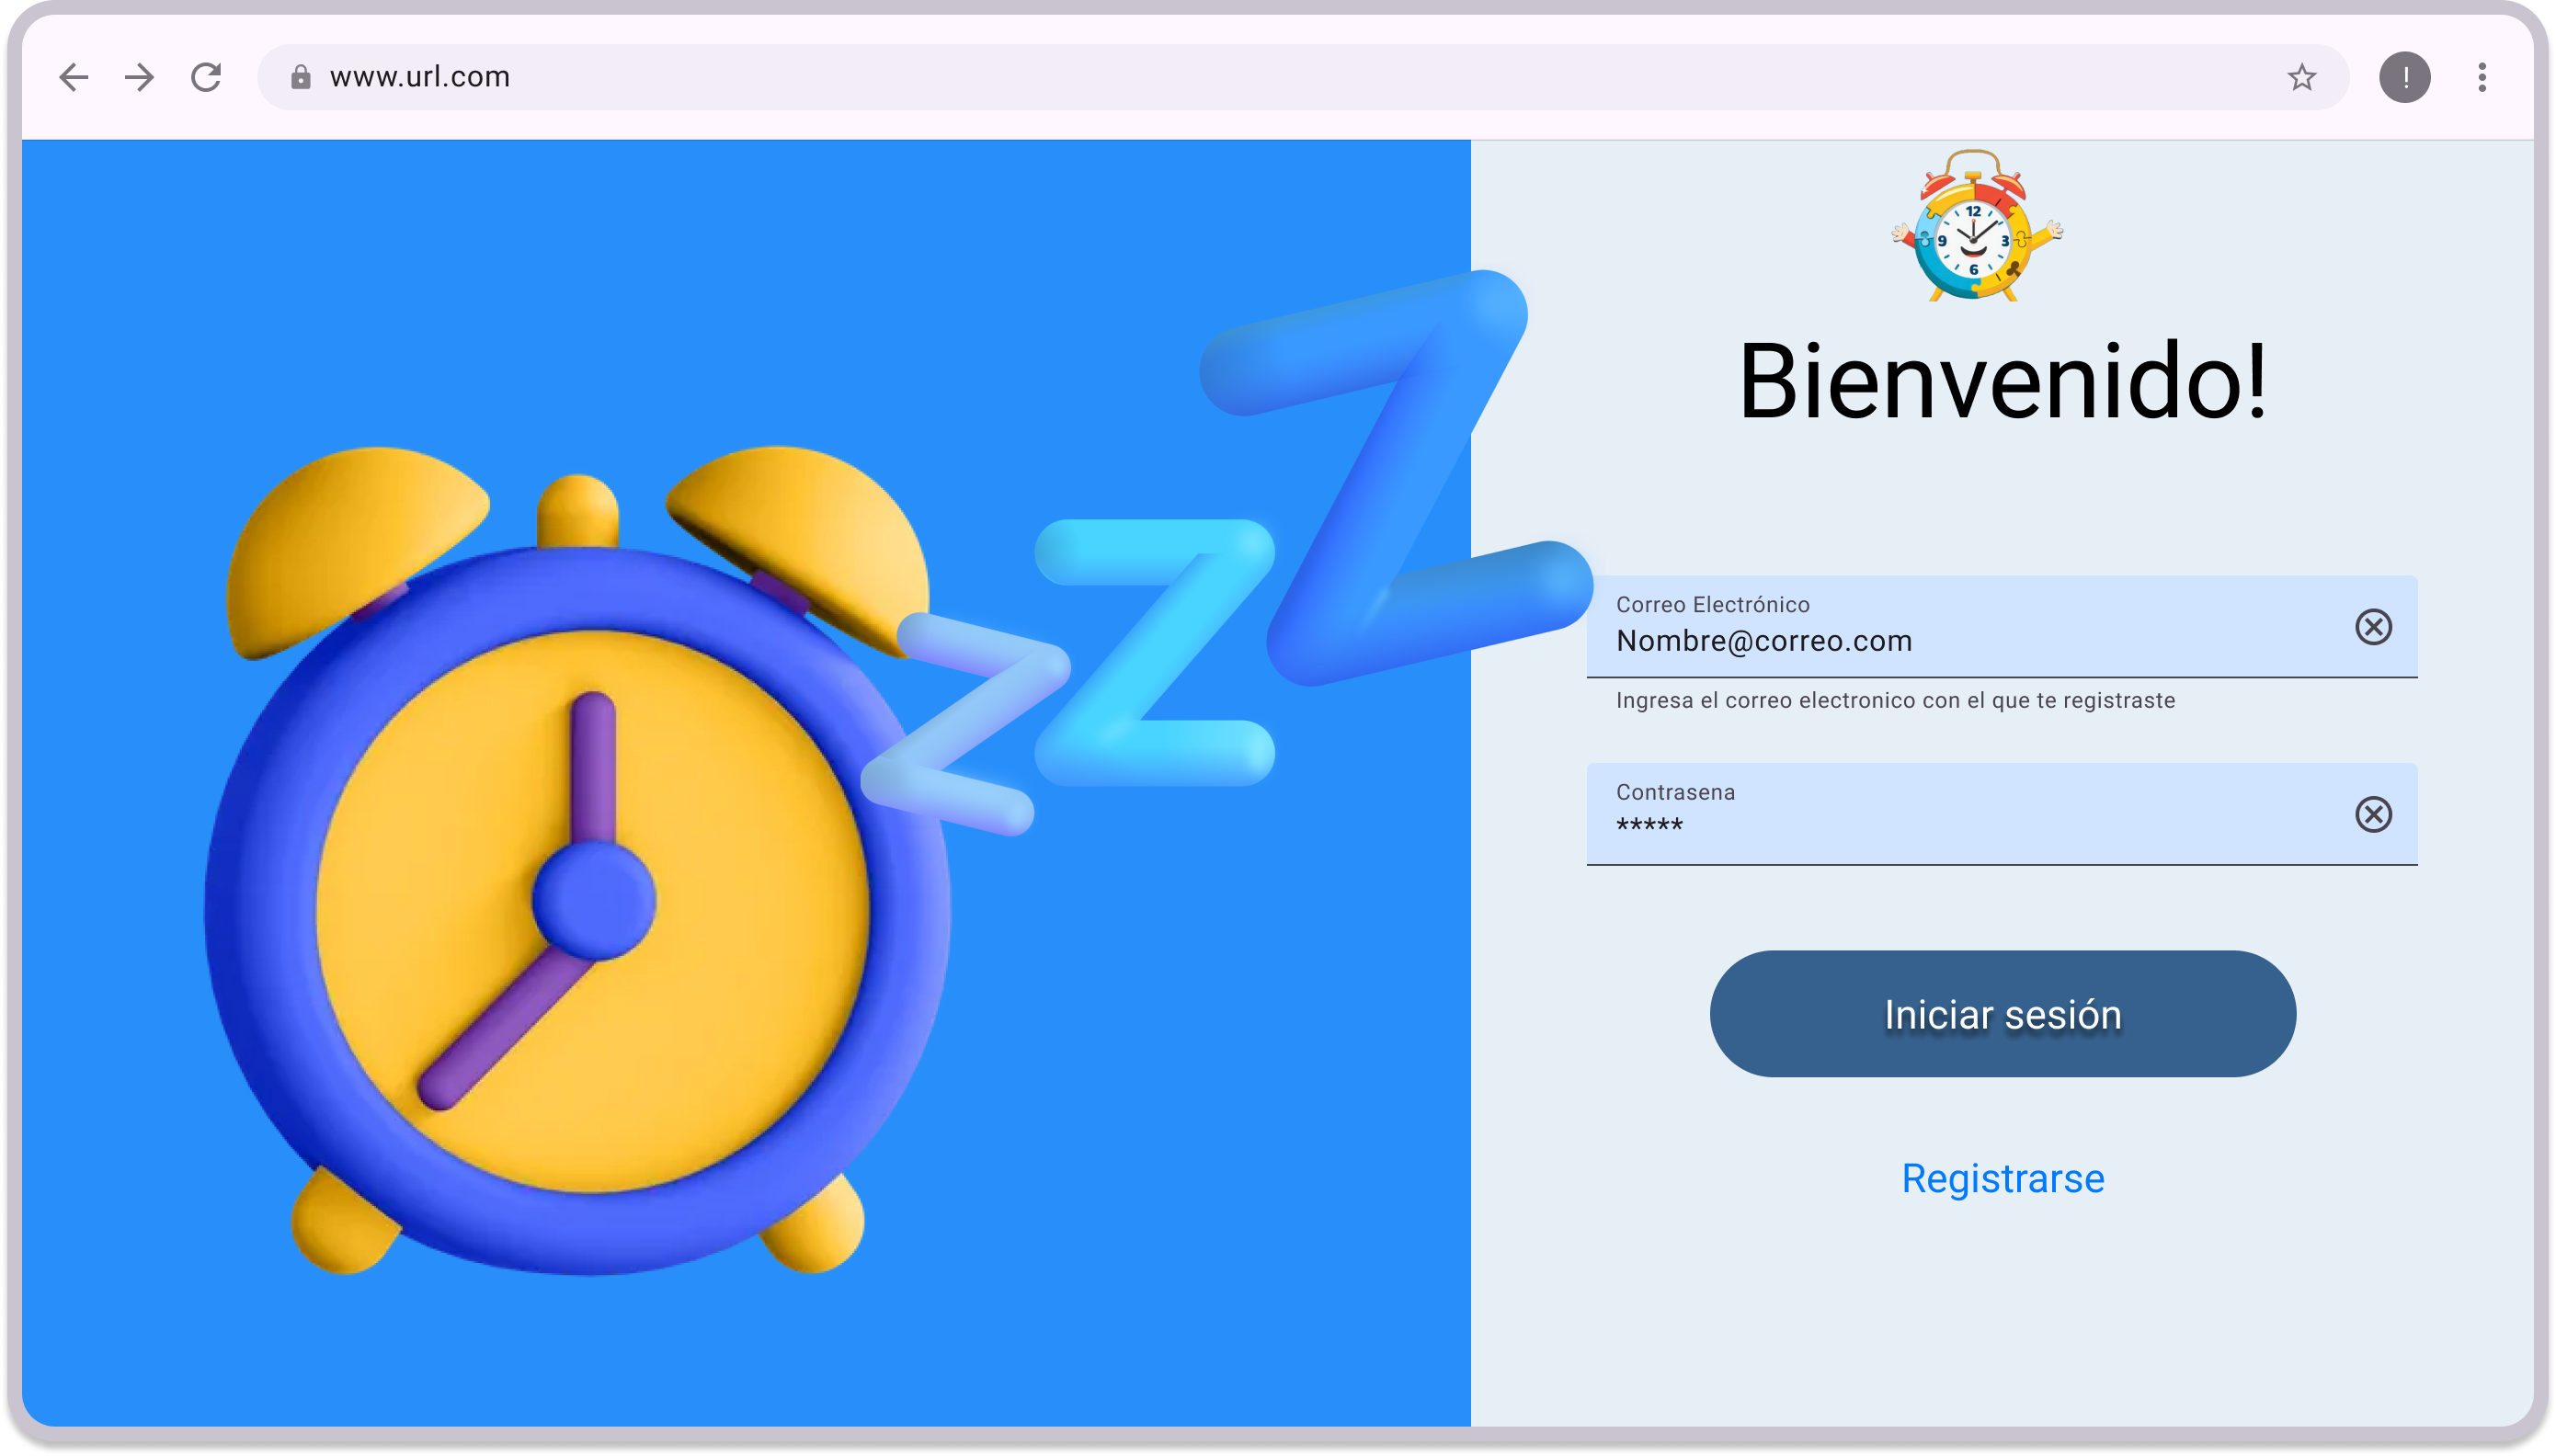 www.url.com
12
9 3
6
Bienvenido!
Correo Electrónico
Nombre@correo.com
Ingresa el correo electronico con el que te registraste
Contrasena
*****
Iniciar sesión
Registrarse